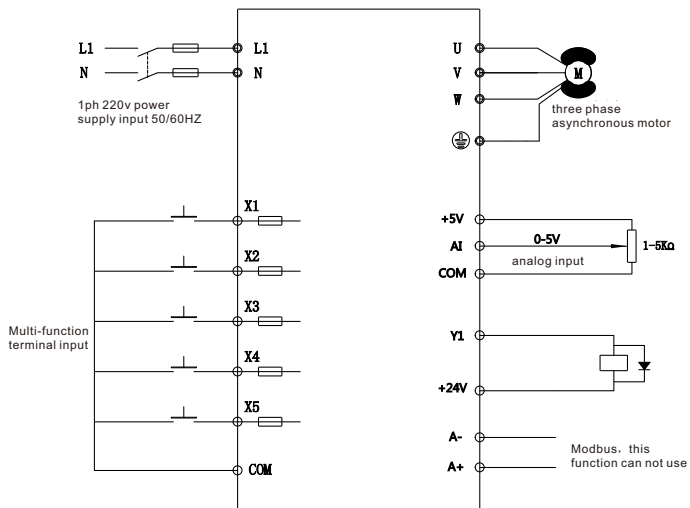 L1
L1
N
N
1ph 220v power
supply input 50/60HZ
U
V
W
M
three phase
asynchronous motor
X1
X2
X3
X4
X5
COM
Multi-function
terminal input
+5V
AI
COM
0-5V
analog input
1-5KΩ
Y1
+24V
A-
A+
Modbus, this
function can not use